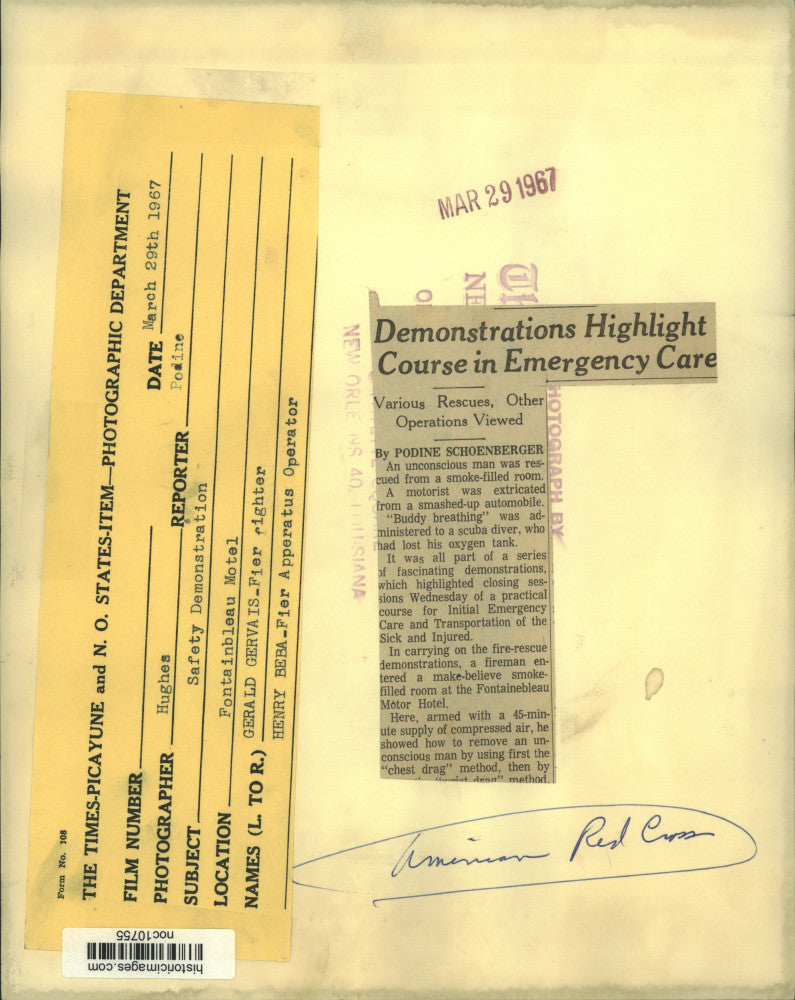 Form No. 108
THE TIMES-PICAYUNE and N. O. STATES-ITEM—PHOTOGRAPHIC DEPARTMENT
FILM NUMBER DATE March 29th 1967
PHOTOGRAPHER Hughes REPORTER Podine
SUBJECT Safety Demonstration
LOCATION Fontainbleau Motel
NAMES (L. TO R.) GERALD GERVAIS-Fier fighter
HENRY BEBA-Fier Apperatus Operator
historicimages.com
noc10755
MAR 29 1967
NEW ORLE NS 40, LOUISIANA
HOTOGRAPH BY
Demonstrations Highlight
Course in Emergency Care
Various Rescues, Other
Operations Viewed
By PODINE SCHOENBERGER
An unconscious man was res-
cued from a smoke-filled room.
A motorist was extricated
from a smashed-up automobile.
"Buddy breathing" was ad-
ministered to a scuba diver, who
had lost his oxygen tank.
It was all part of a series
of fascinating demonstrations,
which highlighted closing ses-
sions Wednesday of a practical
course for Initial Emergency
Care and Transportation of the
Sick and Injured.
In carrying on the fire-rescue
demonstrations, a fireman en-
tered a make-believe smoke-
filled room at the Fontainebleau
Motor Hotel.
Here, armed with a 45-min-
ute supply of compressed air, he
showed how to remove an un-
conscious man by using first the
"chest drag" method, then by
"wrist drag" method,
American Red Cross